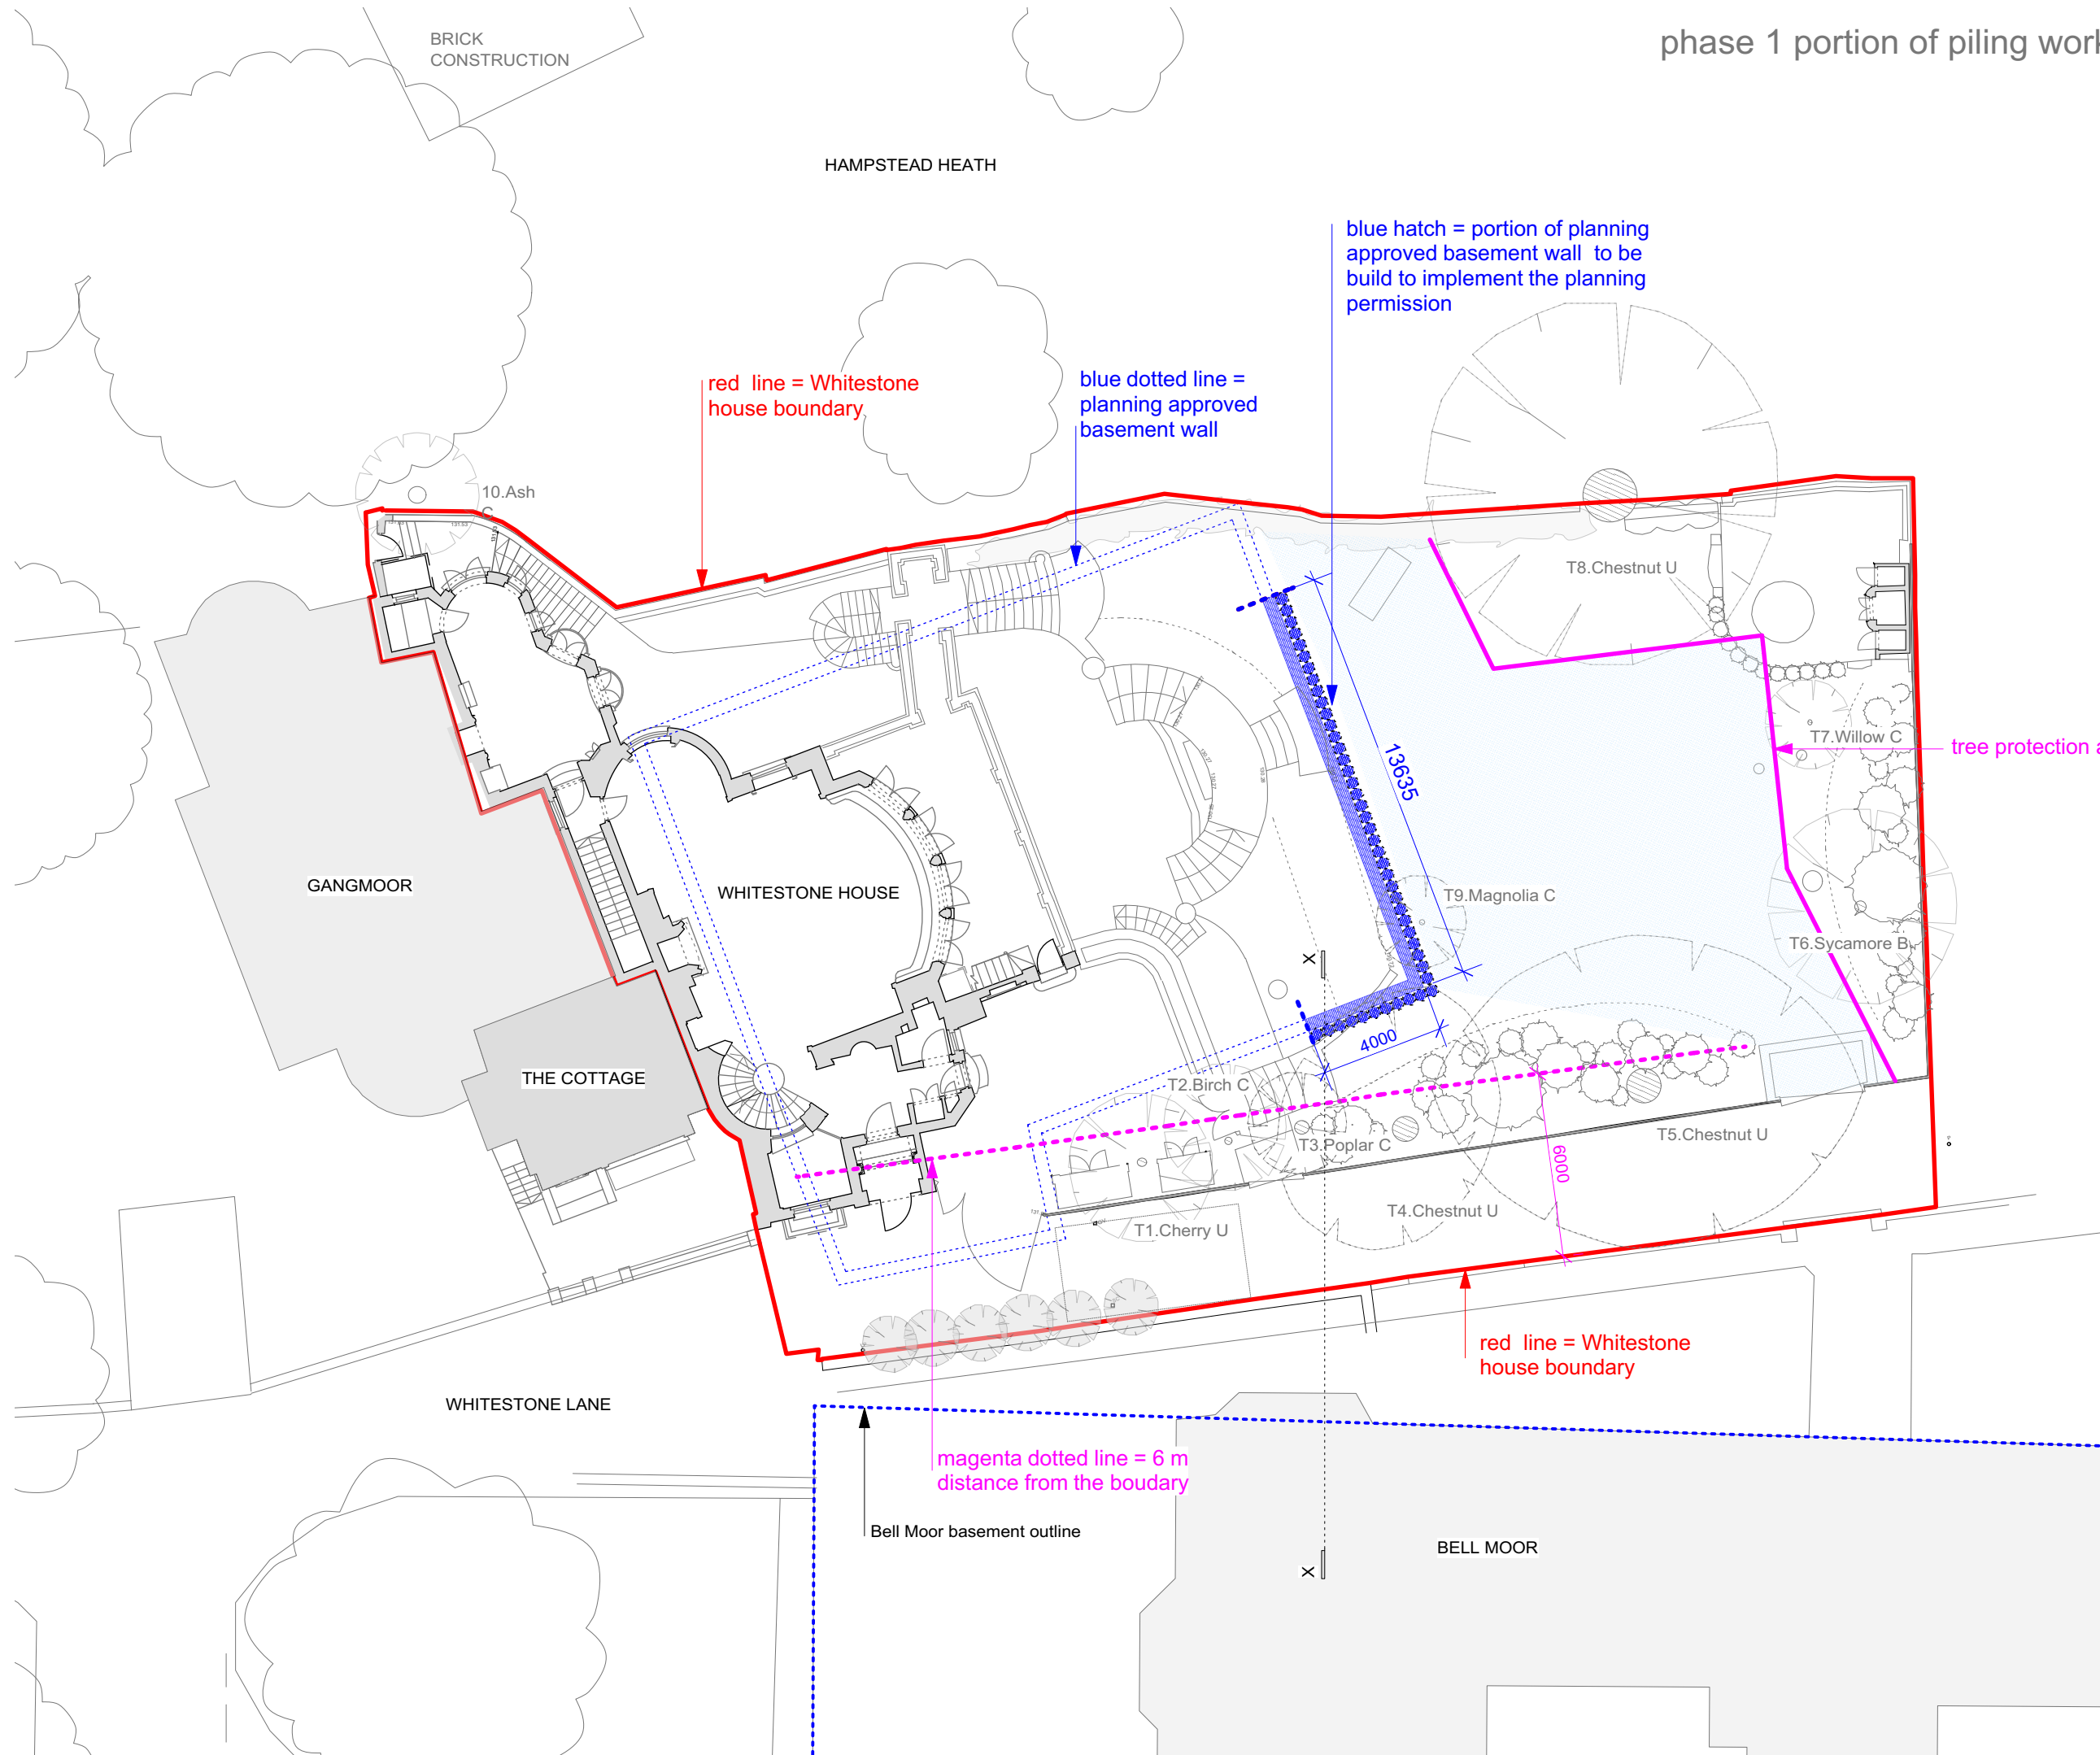 BRICK
CONSTRUCTION
phase 1 portion of piling work
HAMPSTEAD HEATH
blue hatch = portion of planning
approved basement wall to be
build to implement the planning
permission
red line = Whitestone
house boundary
blue dotted line =
planning approved
basement wall
10.Ash
C
T8.Chestnut U
T7.Willow C
tree protection a
13635
GANGMOOR
WHITESTONE HOUSE
T9.Magnolia C
T6.Sycamore B
X
4000
THE COTTAGE
T2.Birch C
T3.Poplar C
T5.Chestnut U
6000
T4.Chestnut U
T1.Cherry U
red line = Whitestone
house boundary
WHITESTONE LANE
magenta dotted line = 6 m
distance from the boudary
Bell Moor basement outline
BELL MOOR
X